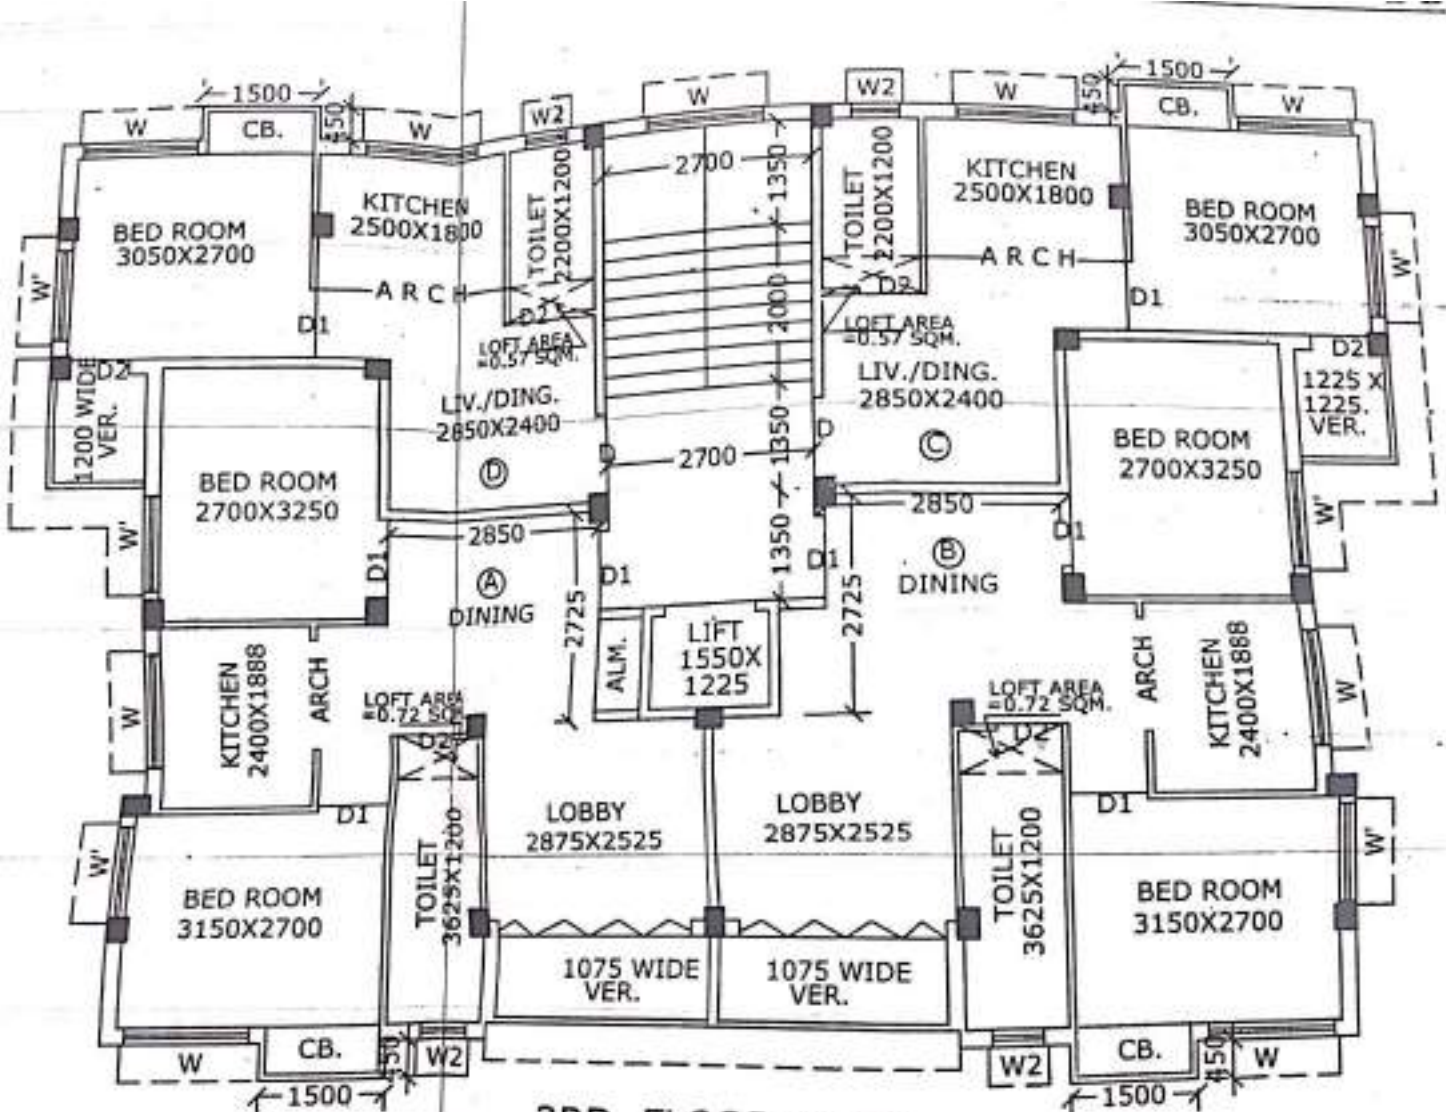 1500
CB.
450
W
W
W2
W
W2
W
450
1500
CB.
W
BED ROOM
3050X2700
KITCHEN
2500X1800
TOILET
2200X1200
2700
1350
TOILET
2200X1200
KITCHEN
2500X1800
BED ROOM
3050X2700
W'
ARCH
ARCH
W'
D1
D2
LOFT AREA
=0.57 SQM.
2000
D2
LOFT AREA
=0.57 SQM.
D1
D2
1200 WIDE
VER.
LIV./DING.
2850X2400
D
D
2700
1350
D
LIV./DING.
2850X2400
C
D2
1225 X
1225.
VER.
BED ROOM
2700X3250
BED ROOM
2700X3250
W'
D1
2850
A
DINING
2725
D1
1350
D1
2725
2850
B
DINING
D1
W'
ALM.
LIFT
1550X
1225
W
KITCHEN
2400X1888
ARCH
LOFT AREA
=0.72 SQM.
D2
LOFT AREA
=0.72 SQM.
D2
ARCH
KITCHEN
2400X1888
W
D1
LOBBY
2875X2525
LOBBY
2875X2525
D1
W'
BED ROOM
3150X2700
TOILET
3625X1200
TOILET
3625X1200
BED ROOM
3150X2700
W'
1075 WIDE
VER.
1075 WIDE
VER.
W
CB.
450
W2
W2
CB.
450
W
1500
1500